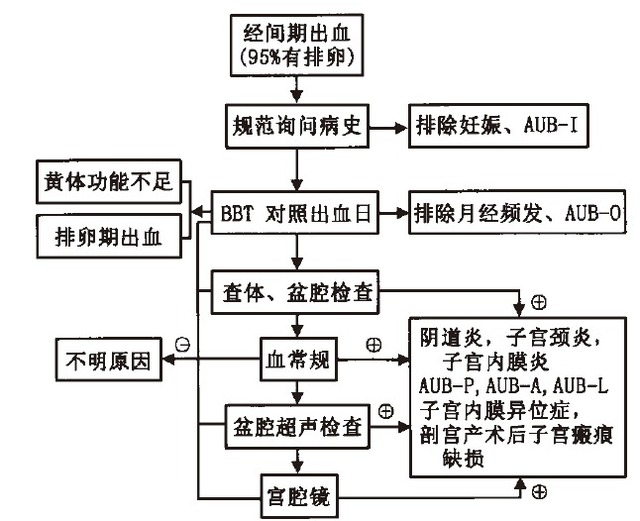 经间期出血
(95%有排卵)
规范询问病史
排除妊娠、AUB-I
黄体功能不足
BBT 对照出血日
排除月经频发、AUB-O
排卵期出血
查体、盆腔检查
⊕
阴道炎，子宫颈炎，
子宫内膜炎
AUB-P, AUB-A, AUB-L
子宫内膜异位症，
剖宫产术后子宫瘢痕
缺损
不明原因
⊖
血常规
⊕
盆腔超声检查
⊕
宫腔镜
⊕